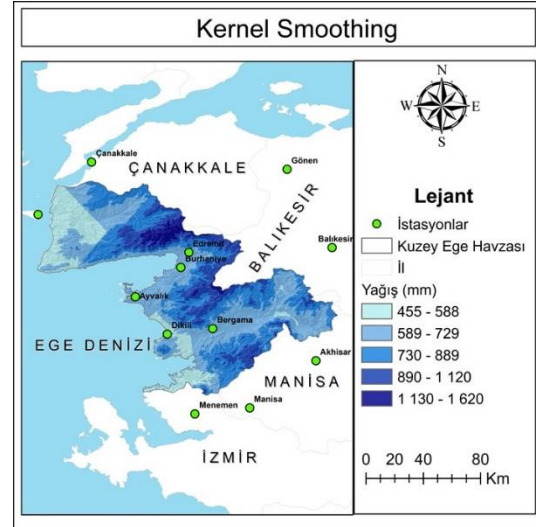 Kernel Smoothing
Çanakkale
ÇANAKKALE
Gönen
BALIKESİR
Balıkesir
Edremit
Burhaniye
Ayvalık
Dikili
Bergama
EGE DENİZİ
Akhisar
MANİSA
Manisa
Menemen
İZMİR
N
W E
S
Lejant
İstasyonlar
Kuzey Ege Havzası
İl
Yağış (mm)
455 - 588
589 - 729
730 - 889
890 - 1 120
1 130 - 1 620
0 20 40 80
Km